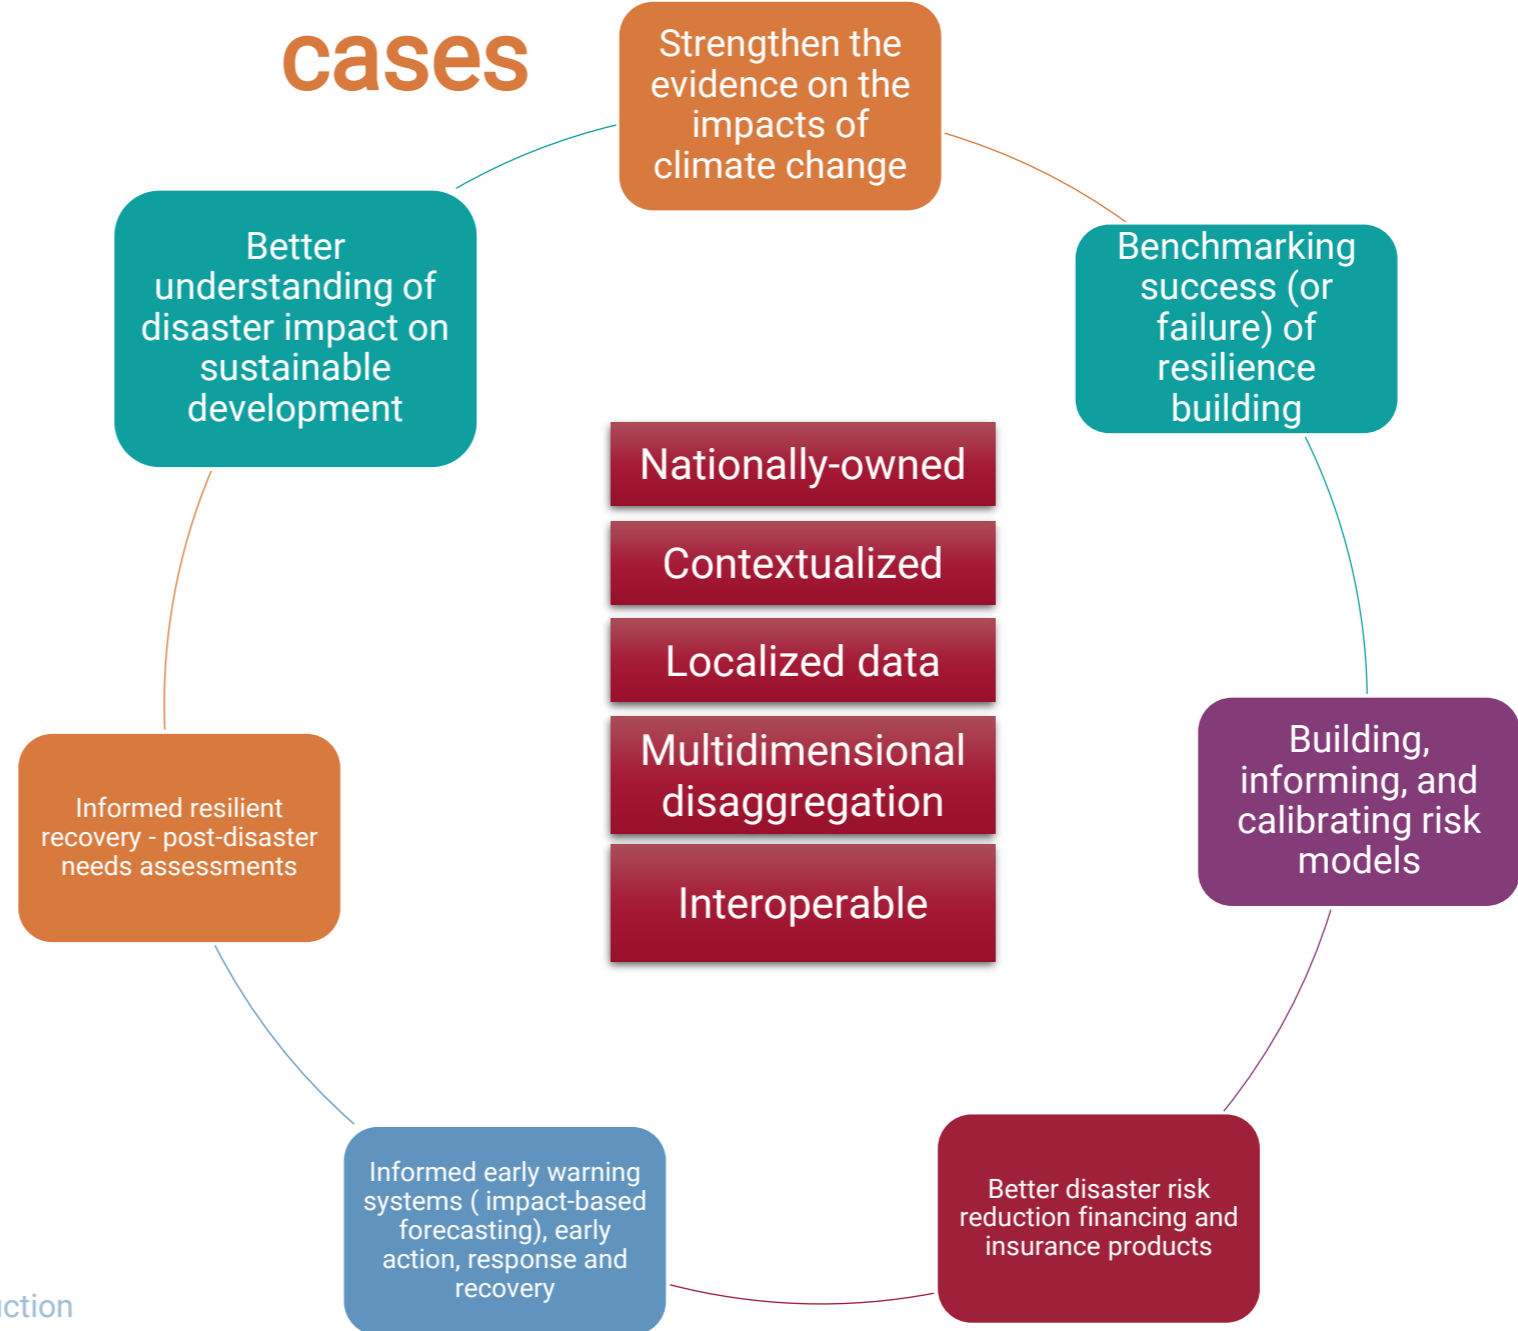 cases
Strengthen the
evidence on the
impacts of
climate change
Benchmarking
success (or
failure) of
resilience
building
Building,
informing, and
calibrating risk
models
Better disaster risk
reduction financing and
insurance products
Informed early warning
systems ( impact-based
forecasting), early
action, response and
recovery
Informed resilient
recovery - post-disaster
needs assessments
Better
understanding of
disaster impact on
sustainable
development
Nationally-owned
Contextualized
Localized data
Multidimensional
disaggregation
Interoperable